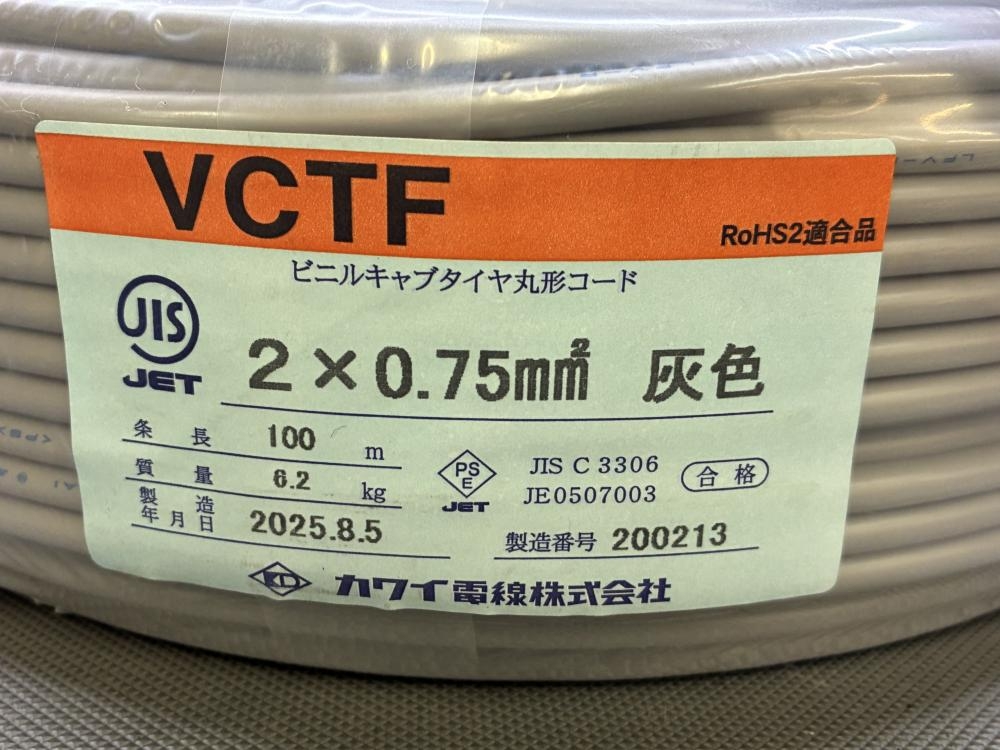 VCTF
RoHS2適合品
ビニルキャブタイヤ丸形コード
JIS
JET
2×0.75mm² 灰色
条長 100 m
質量 6.2 kg
製造年月日 2025.8.5
PS
E
JET
JIS C 3306
JE0507003
合格
製造番号 200213
KD カワイ電線株式会社